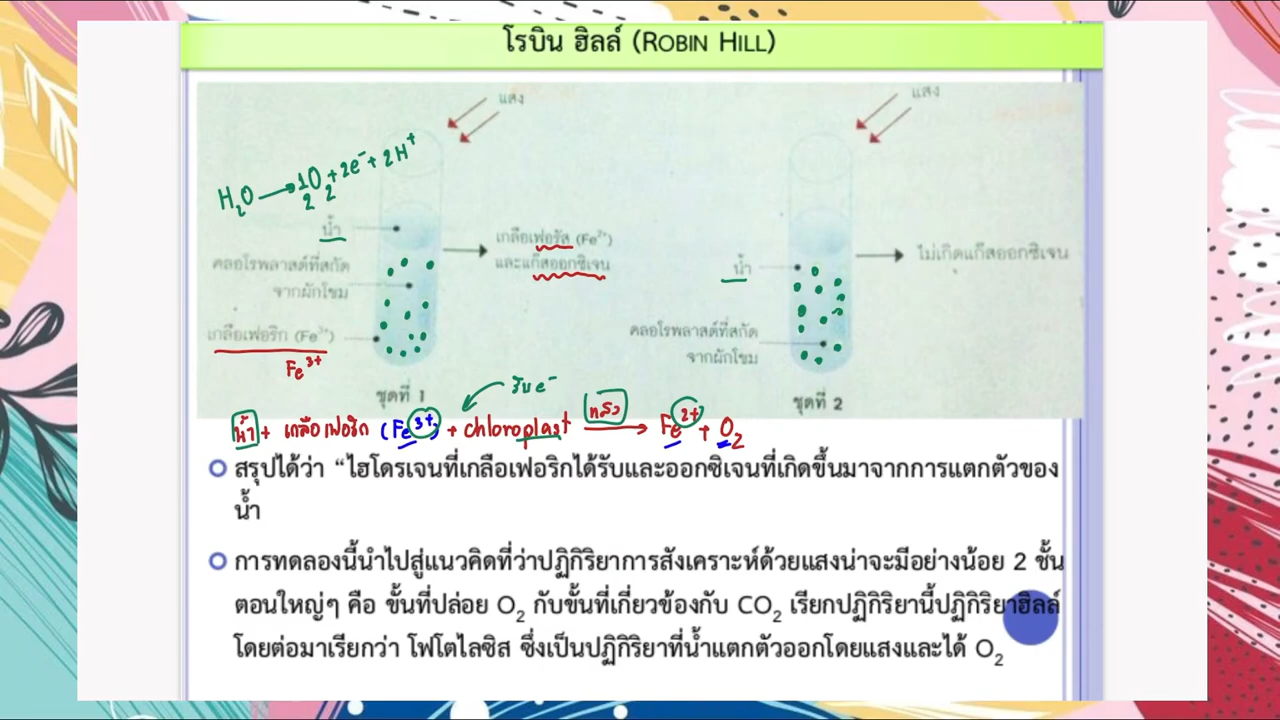 โรบิน ฮิลล์ (ROBIN HILL)
แสง
แสง
H2O → 1/2 O2 + 2e⁻ + 2H⁺
น้ำ
คลอโรพลาสต์ที่สกัด
จากผักโขม
เกลือเฟอริก (Fe³⁺)
Fe³⁺
เกลือเฟอรัส (Fe²⁺)
และแก๊สออกซิเจน
ชุดที่ 1
น้ำ
คลอโรพลาสต์ที่สกัด
จากผักโขม
ไม่เกิดแก๊สออกซิเจน
ชุดที่ 2
รับ e⁻
น้ำ + เกลือเฟอริก (Fe³⁺) + chloroplast แสง → Fe²⁺ + O2
สรุปได้ว่า “ไฮโดรเจนที่เกลือเฟอริกได้รับและออกซิเจนที่เกิดขึ้นมาจากการแตกตัวของ
น้ำ
การทดลองนี้นำไปสู่แนวคิดที่ว่าปฏิกิริยาการสังเคราะห์ด้วยแสงน่าจะมีอย่างน้อย 2 ชั้น
ตอนใหญ่ๆ คือ ขั้นที่ปล่อย O2 กับขั้นที่เกี่ยวข้องกับ CO2 เรียกปฏิกิริยานี้ปฏิกิริยาฮิลล์
โดยต่อมาเรียกว่า โฟโตไลซิส ซึ่งเป็นปฏิกิริยาที่น้ำแตกตัวออกโดยแสงและได้ O2